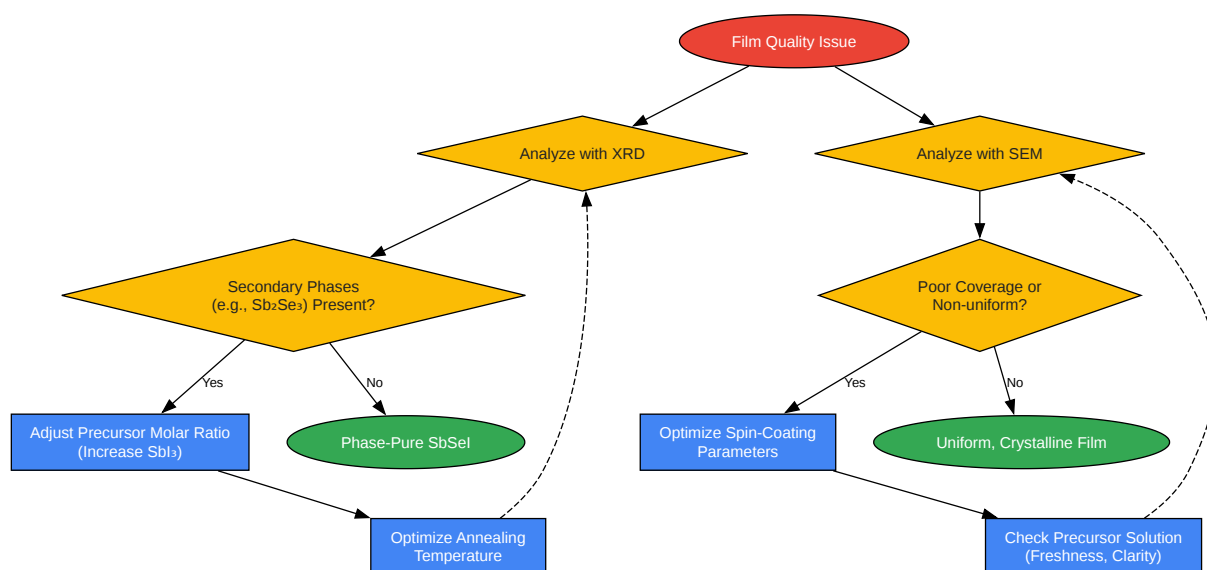 Film Quality Issue
Analyze with XRD
Analyze with SEM
Secondary Phases
(e.g., Sb₂Se₃) Present?
Poor Coverage or
Non-uniform?
Yes
No
Yes
No
Adjust Precursor Molar Ratio
(Increase SbI₃)
Phase-Pure SbSeI
Optimize Spin-Coating
Parameters
Uniform, Crystalline Film
Optimize Annealing
Temperature
Check Precursor Solution
(Freshness, Clarity)